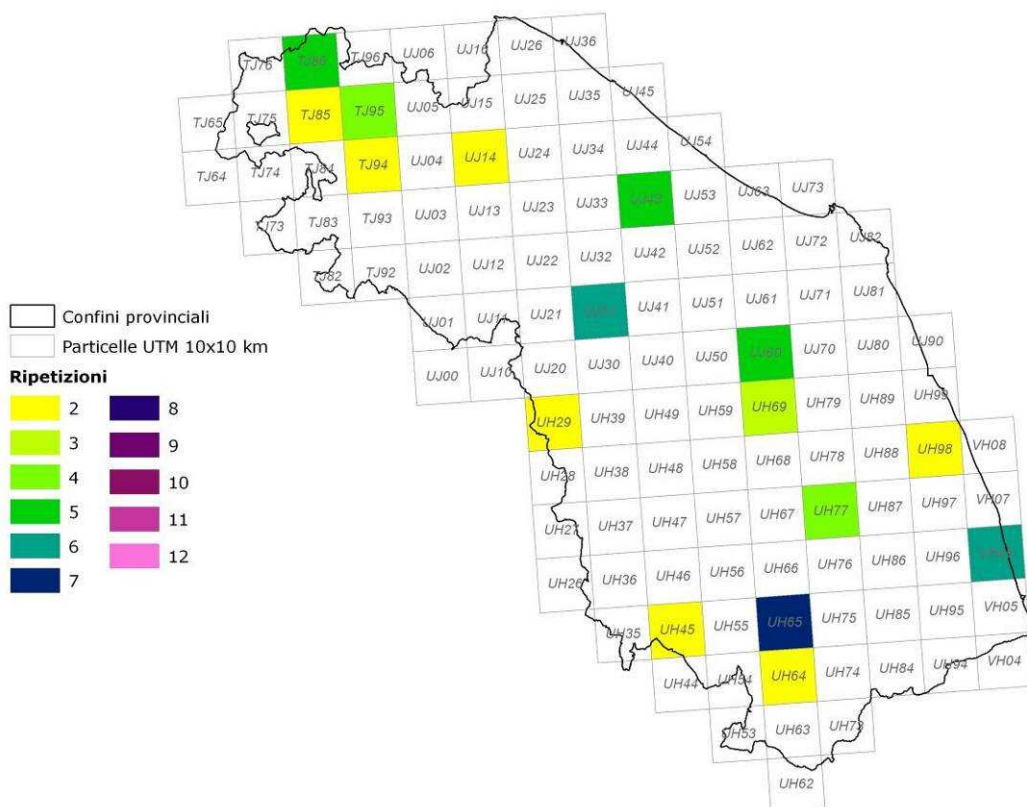 TJ76 TJ86 TJ96 UJ06 UJ16 UJ26 UJ36
TJ65 TJ75 TJ85 TJ95 UJ05 UJ15 UJ25 UJ35 UJ45
TJ64 TJ74 TJ84 TJ94 UJ04 UJ14 UJ24 UJ34 UJ44 UJ54
TJ73 TJ83 TJ93 UJ03 UJ13 UJ23 UJ33 UJ43 UJ53 UJ63 UJ73
TJ82 TJ92 UJ02 UJ12 UJ22 UJ32 UJ42 UJ52 UJ62 UJ72 UJ82
UJ01 UJ11 UJ21 UJ31 UJ41 UJ51 UJ61 UJ71 UJ81
UJ00 UJ10 UJ20 UJ30 UJ40 UJ50 UJ60 UJ70 UJ80 UJ90
UH29 UH39 UH49 UH59 UH69 UH79 UH89 UH99
UH28 UH38 UH48 UH58 UH68 UH78 UH88 UH98 VH08
UH27 UH37 UH47 UH57 UH67 UH77 UH87 UH97 VH07
UH26 UH36 UH46 UH56 UH66 UH76 UH86 UH96 VH06
UH35 UH45 UH55 UH65 UH75 UH85 UH95 VH05
UH44 UH54 UH64 UH74 UH84 UH94 VH04
UH53 UH63 UH73
UH62
Confini provinciali
Particelle UTM 10x10 km
Ripetizioni
2 8
3 9
4 10
5 11
6 12
7